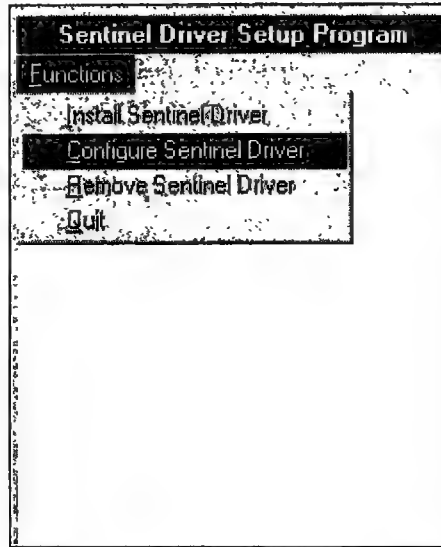 Sentinel Driver Setup Program
Functions
Install Sentinel Driver
Configure Sentinel Driver
Remove Sentinel Driver
Quit